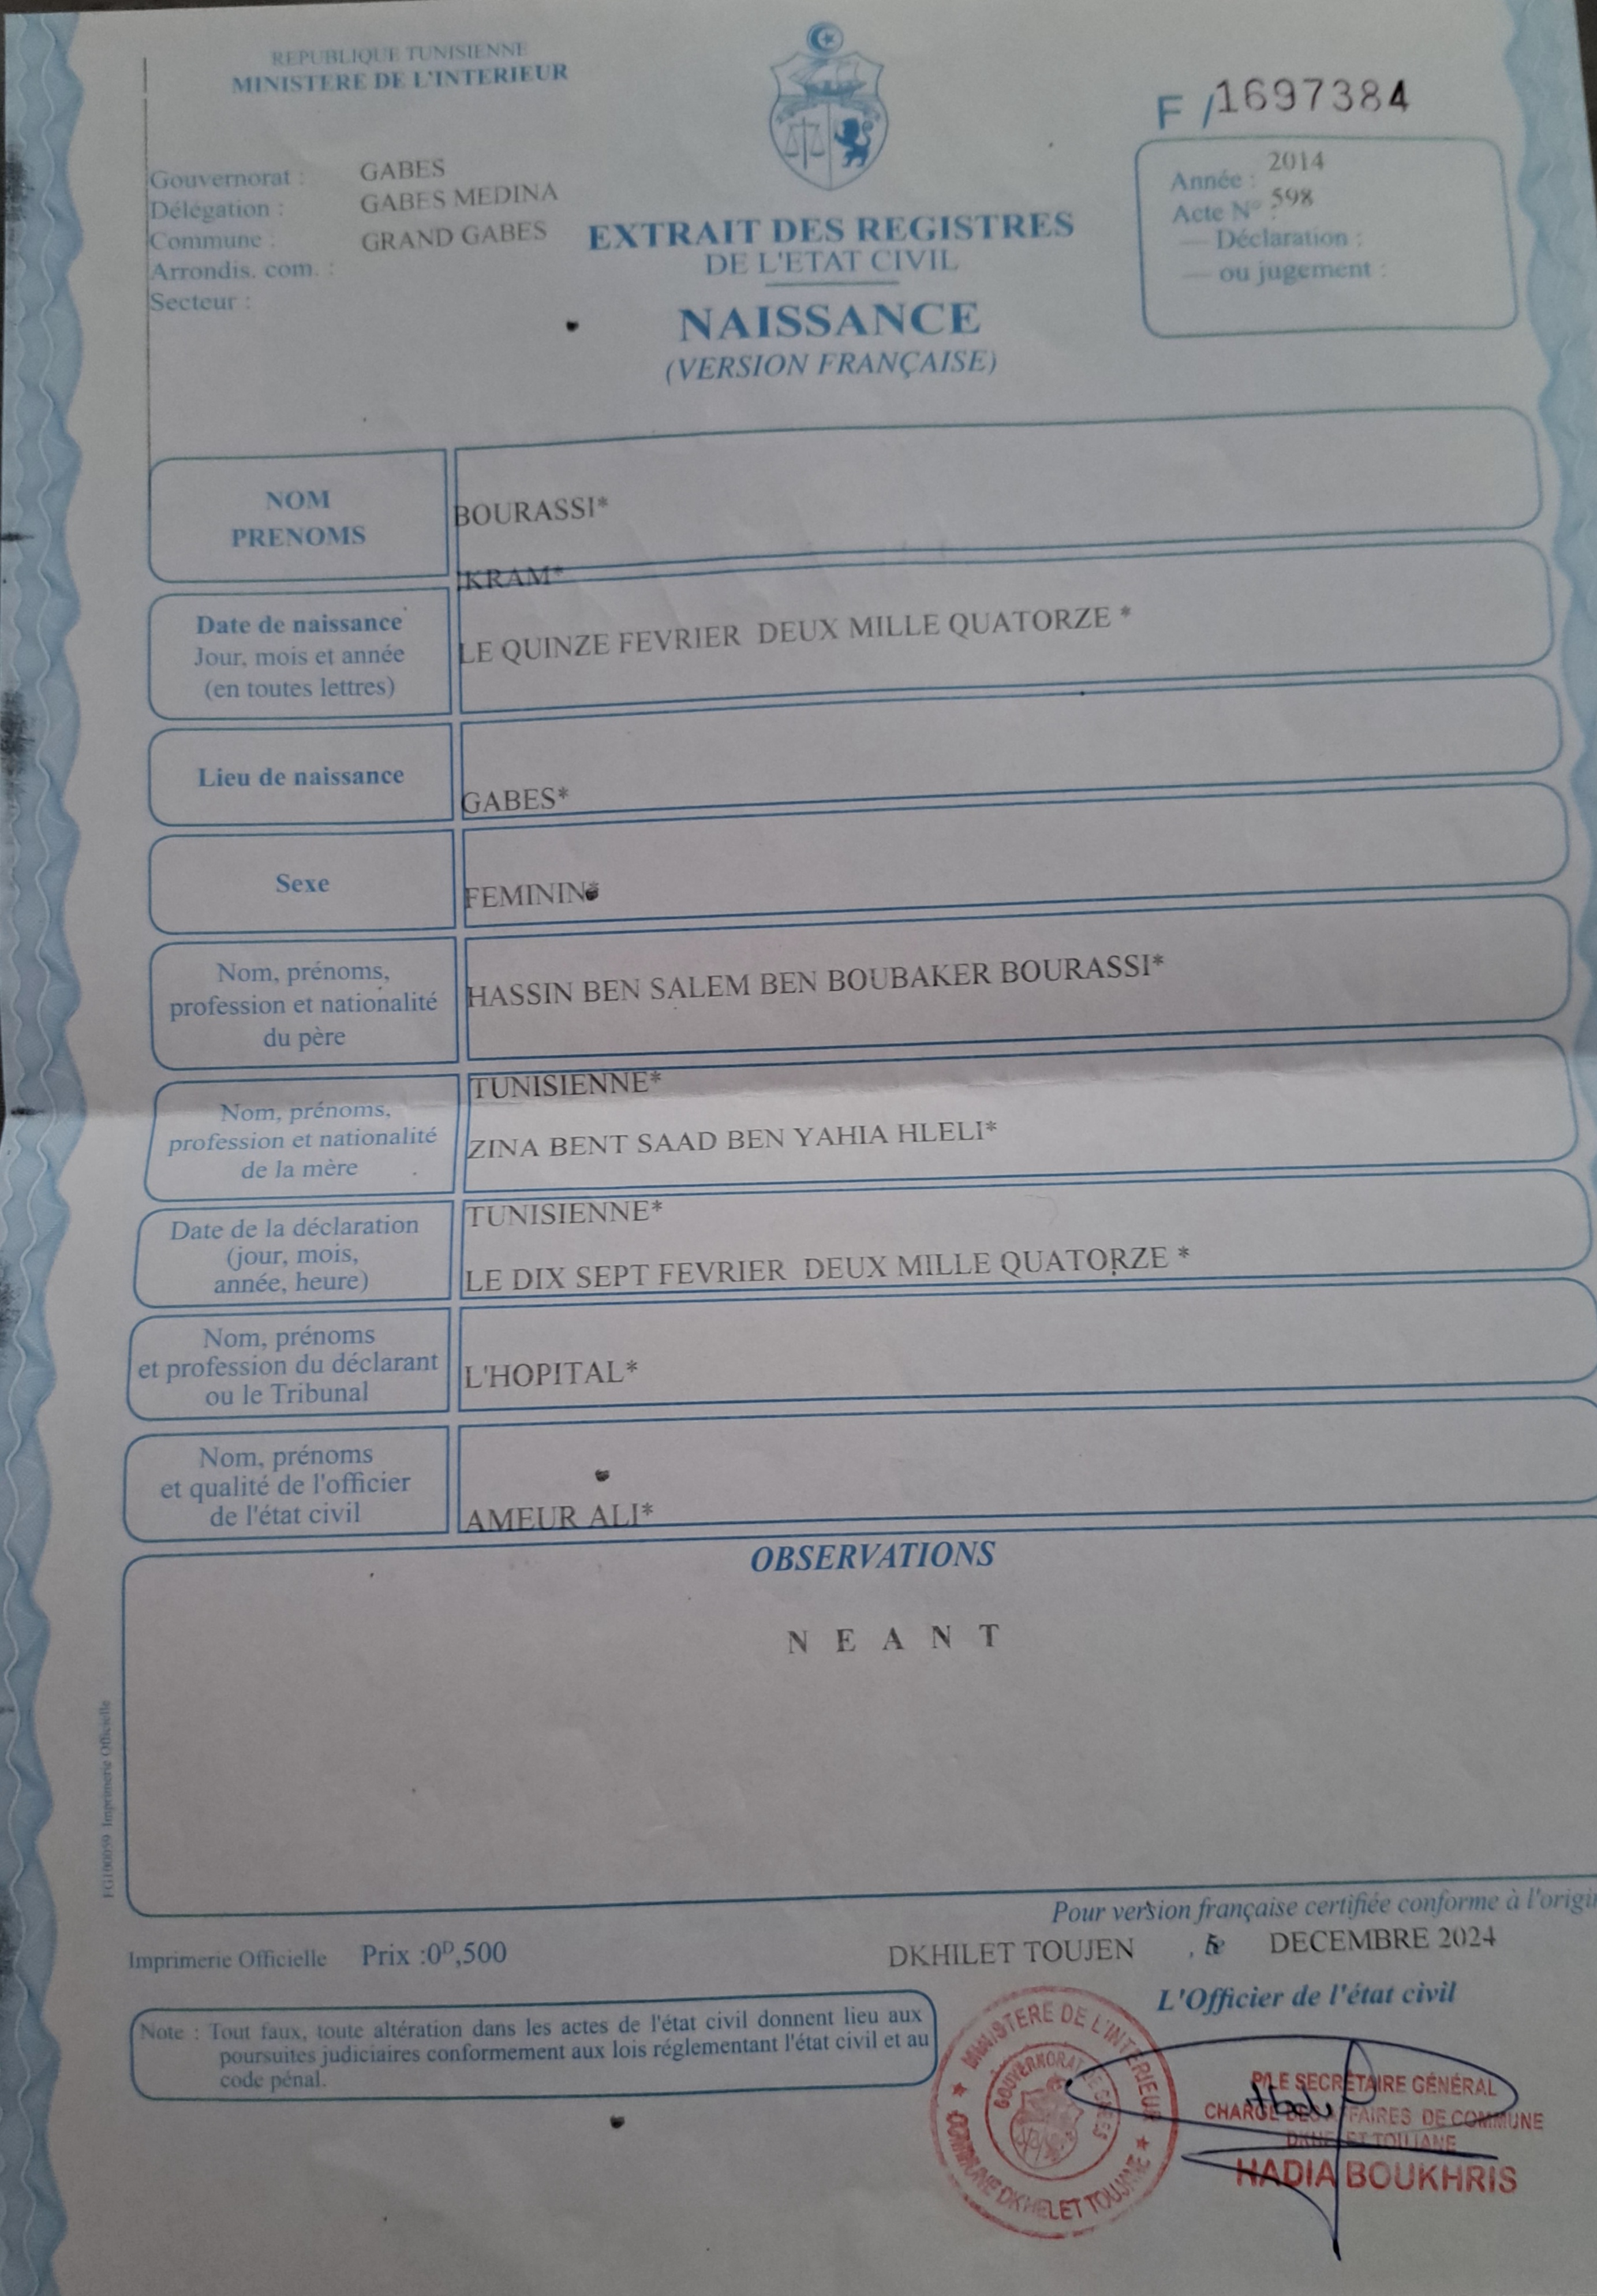 REPUBLIQUE TUNISIENNE
MINISTERE DE L'INTERIEUR
F /1697384
Gouvernorat : GABES
Délégation : GABES MEDINA
Commune : GRAND GABES
Arrondis. com. :
Secteur :
Année : 2014
Acte N° : 598
— Déclaration :
— ou jugement :
EXTRAIT DES REGISTRES
DE L'ETAT CIVIL
NAISSANCE
(VERSION FRANÇAISE)
NOM
PRENOMS
BOURASSI*
IKRAM*
Date de naissance
Jour, mois et année
(en toutes lettres)
LE QUINZE FEVRIER DEUX MILLE QUATORZE *
Lieu de naissance
GABES*
Sexe
FEMININ*
Nom, prénoms,
profession et nationalité
du père
HASSIN BEN SALEM BEN BOUBAKER BOURASSI*
TUNISIENNE*
Nom, prénoms,
profession et nationalité
de la mère
ZINA BENT SAAD BEN YAHIA HLELI*
TUNISIENNE*
Date de la déclaration
(jour, mois,
année, heure)
LE DIX SEPT FEVRIER DEUX MILLE QUATORZE *
Nom, prénoms
et profession du déclarant
ou le Tribunal
L'HOPITAL*
Nom, prénoms
et qualité de l'officier
de l'état civil
AMEUR ALI*
OBSERVATIONS
N E A N T
FG190059 Imprimerie Officielle
Pour version française certifiée conforme à l'origi
Imprimerie Officielle Prix :0D,500
DKHILET TOUJEN , DECEMBRE 2024
L'Officier de l'état civil
Note : Tout faux, toute altération dans les actes de l'état civil donnent lieu aux
poursuites judiciaires conformement aux lois réglementant l'état civil et au
code pénal.
MINISTERE DE L'INTERIEUR
GOUVERNORAT DE GABES
COMMUNE DKHELET TOUJNE
P/LE SECRÉTAIRE GÉNÉRAL
CHARGÉ DES AFFAIRES DE COMMUNE
DKHELET TOUJANE
HADIA BOUKHRIS